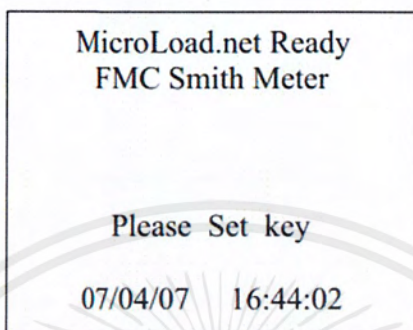 MicroLoad.net Ready
FMC Smith Meter
Please Set key
07/04/07 16:44:02